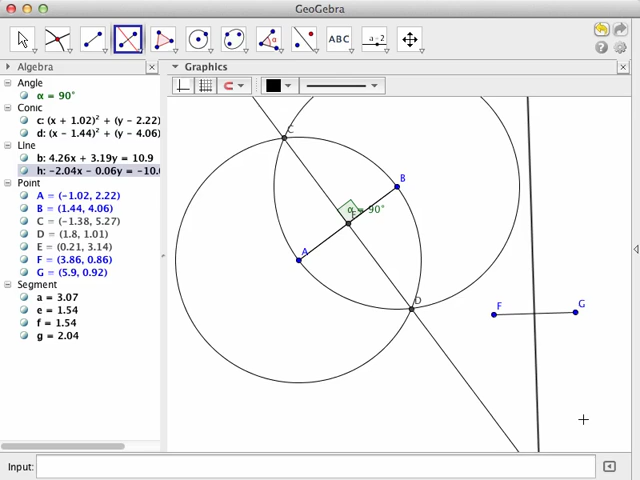 GeoGebra
ABC
a=2
Algebra
Graphics
Angle
α = 90°
Conic
c: (x + 1.02)² + (y - 2.22)
d: (x - 1.44)² + (y - 4.06)
Line
b: 4.26x + 3.19y = 10.9
h: -2.04x - 0.06y = -10.
Point
A = (-1.02, 2.22)
B = (1.44, 4.06)
C = (-1.38, 5.27)
D = (1.8, 1.01)
E = (0.21, 3.14)
F = (3.86, 0.86)
G = (5.9, 0.92)
Segment
a = 3.07
e = 1.54
f = 1.54
g = 2.04
C
B
α = 90°
E
A
D
F
G
Input: